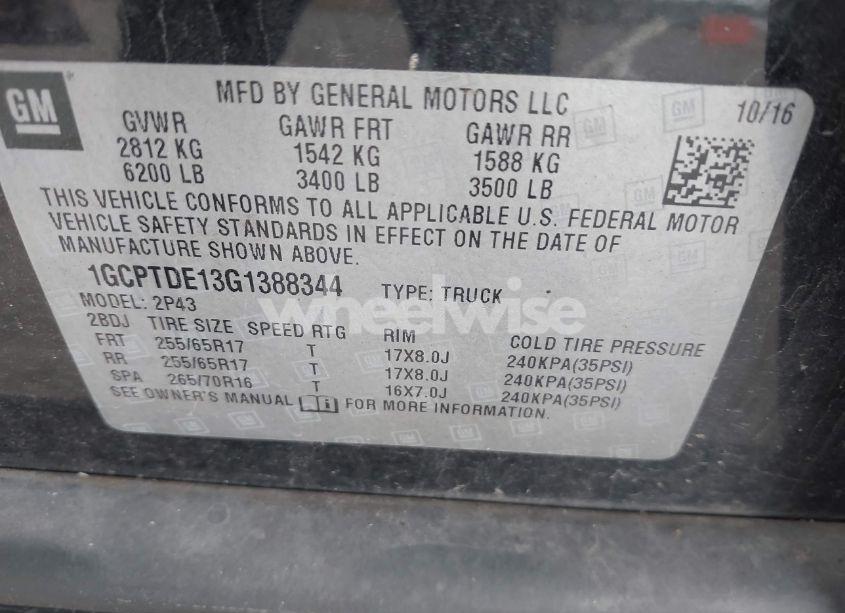 GM
MFD BY GENERAL MOTORS LLC
10/16
GVWR GAWR FRT GAWR RR
2812 KG 1542 KG 1588 KG
6200 LB 3400 LB 3500 LB
THIS VEHICLE CONFORMS TO ALL APPLICABLE U.S. FEDERAL MOTOR
VEHICLE SAFETY STANDARDS IN EFFECT ON THE DATE OF
MANUFACTURE SHOWN ABOVE.
1GCPTDE13G1388344 TYPE: TRUCK
wheelwise
MODEL: 2P43
2BDJ TIRE SIZE SPEED RTG RIM COLD TIRE PRESSURE
FRT 255/65R17 T 17X8.0J 240KPA(35PSI)
RR 255/65R17 T 17X8.0J 240KPA(35PSI)
SPA 265/70R16 T 16X7.0J 240KPA(35PSI)
SEE OWNER'S MANUAL i FOR MORE INFORMATION.